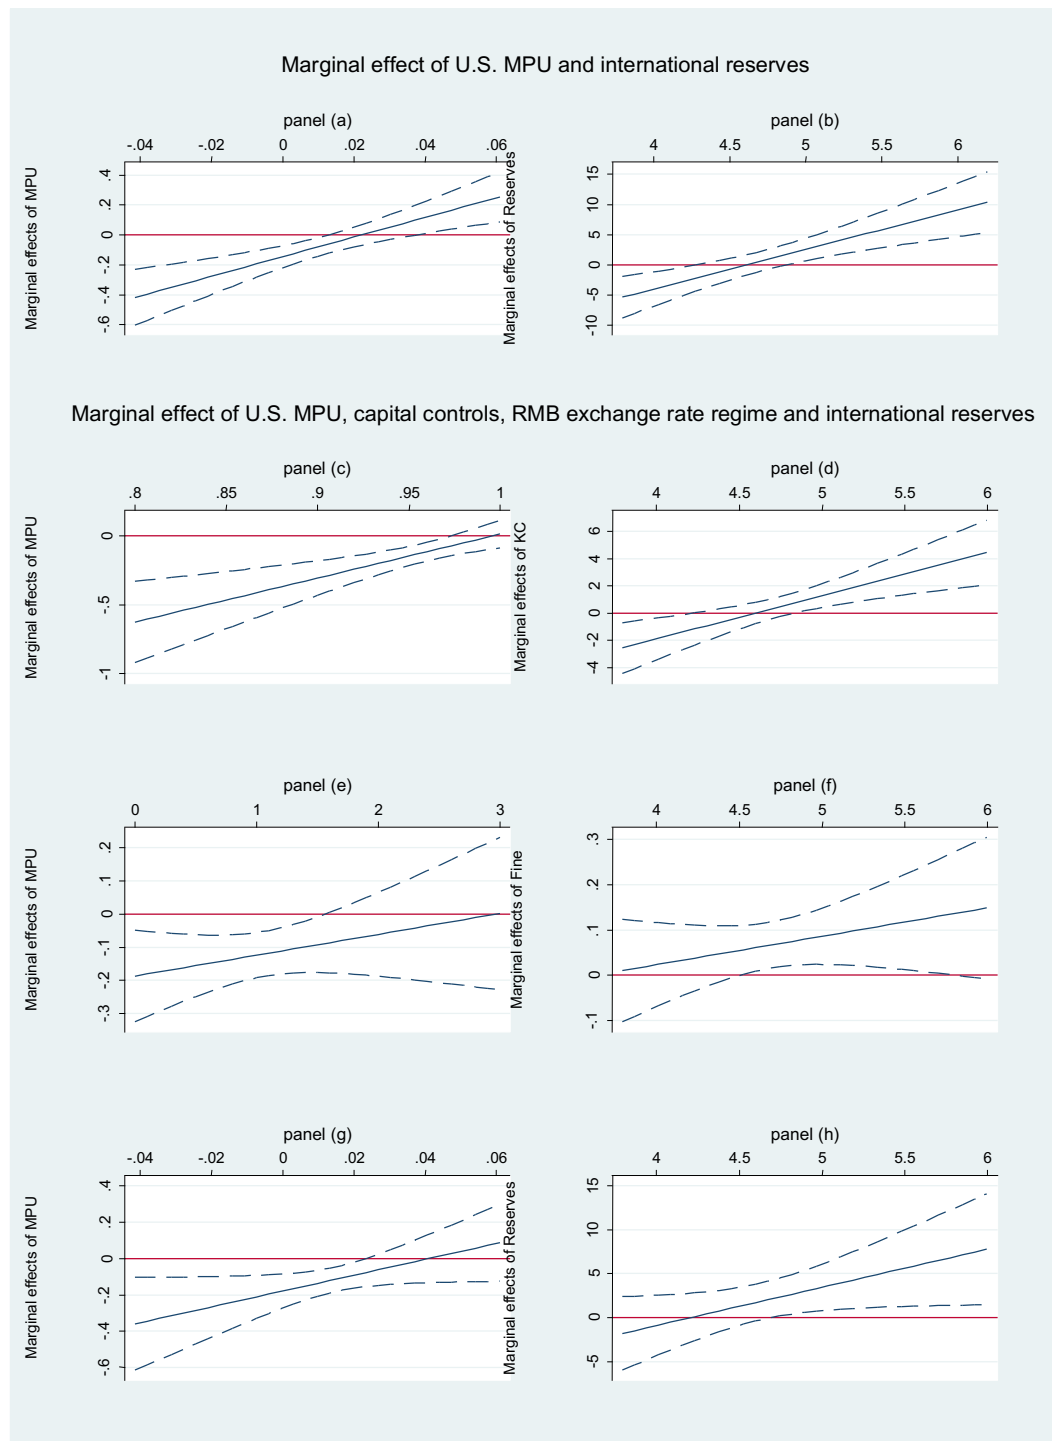 Marginal effect of U.S. MPU and international reserves
panel (a)
-.04 -.02 0 .02 .04 .06
Marginal effects of MPU
.4
.2
0
-.2
-.4
-.6
panel (b)
4 4.5 5 5.5 6
Marginal effects of Reserves
15
10
5
0
-5
-10
Marginal effect of U.S. MPU, capital controls, RMB exchange rate regime and international reserves
panel (c)
.8 .85 .9 .95 1
Marginal effects of MPU
0
-.5
-1
panel (d)
4 4.5 5 5.5 6
Marginal effects of KC
6
4
2
0
-2
-4
panel (e)
0 1 2 3
Marginal effects of MPU
.2
.1
0
-.1
-.2
-.3
panel (f)
4 4.5 5 5.5 6
Marginal effects of Fine
.3
.2
.1
0
-.1
panel (g)
-.04 -.02 0 .02 .04 .06
Marginal effects of MPU
.4
.2
0
-.2
-.4
-.6
panel (h)
4 4.5 5 5.5 6
Marginal effects of Reserves
15
10
5
0
-5